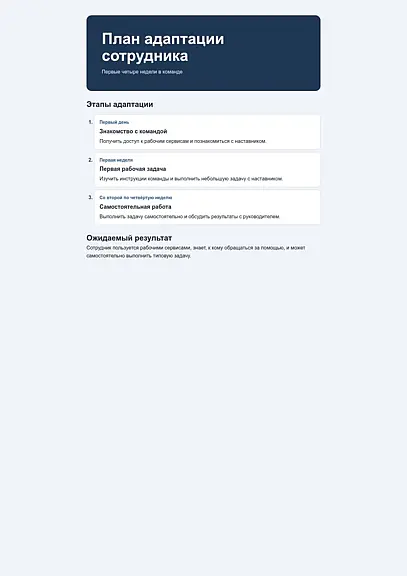 План адаптации
сотрудника
Первые четыре недели в команде
Этапы адаптации
1. Первый день
Знакомство с командой
Получить доступ к рабочим сервисам и познакомиться с наставником.
2. Первая неделя
Первая рабочая задача
Изучить инструкции команды и выполнить небольшую задачу с наставником.
3. Со второй по четвертую неделю
Самостоятельная работа
Выполнить задачу самостоятельно и обсудить результаты с руководителем.
Ожидаемый результат
Сотрудник пользуется рабочими сервисами, знает, к кому обращаться за помощью, и может
самостоятельно выполнить типовую задачу.